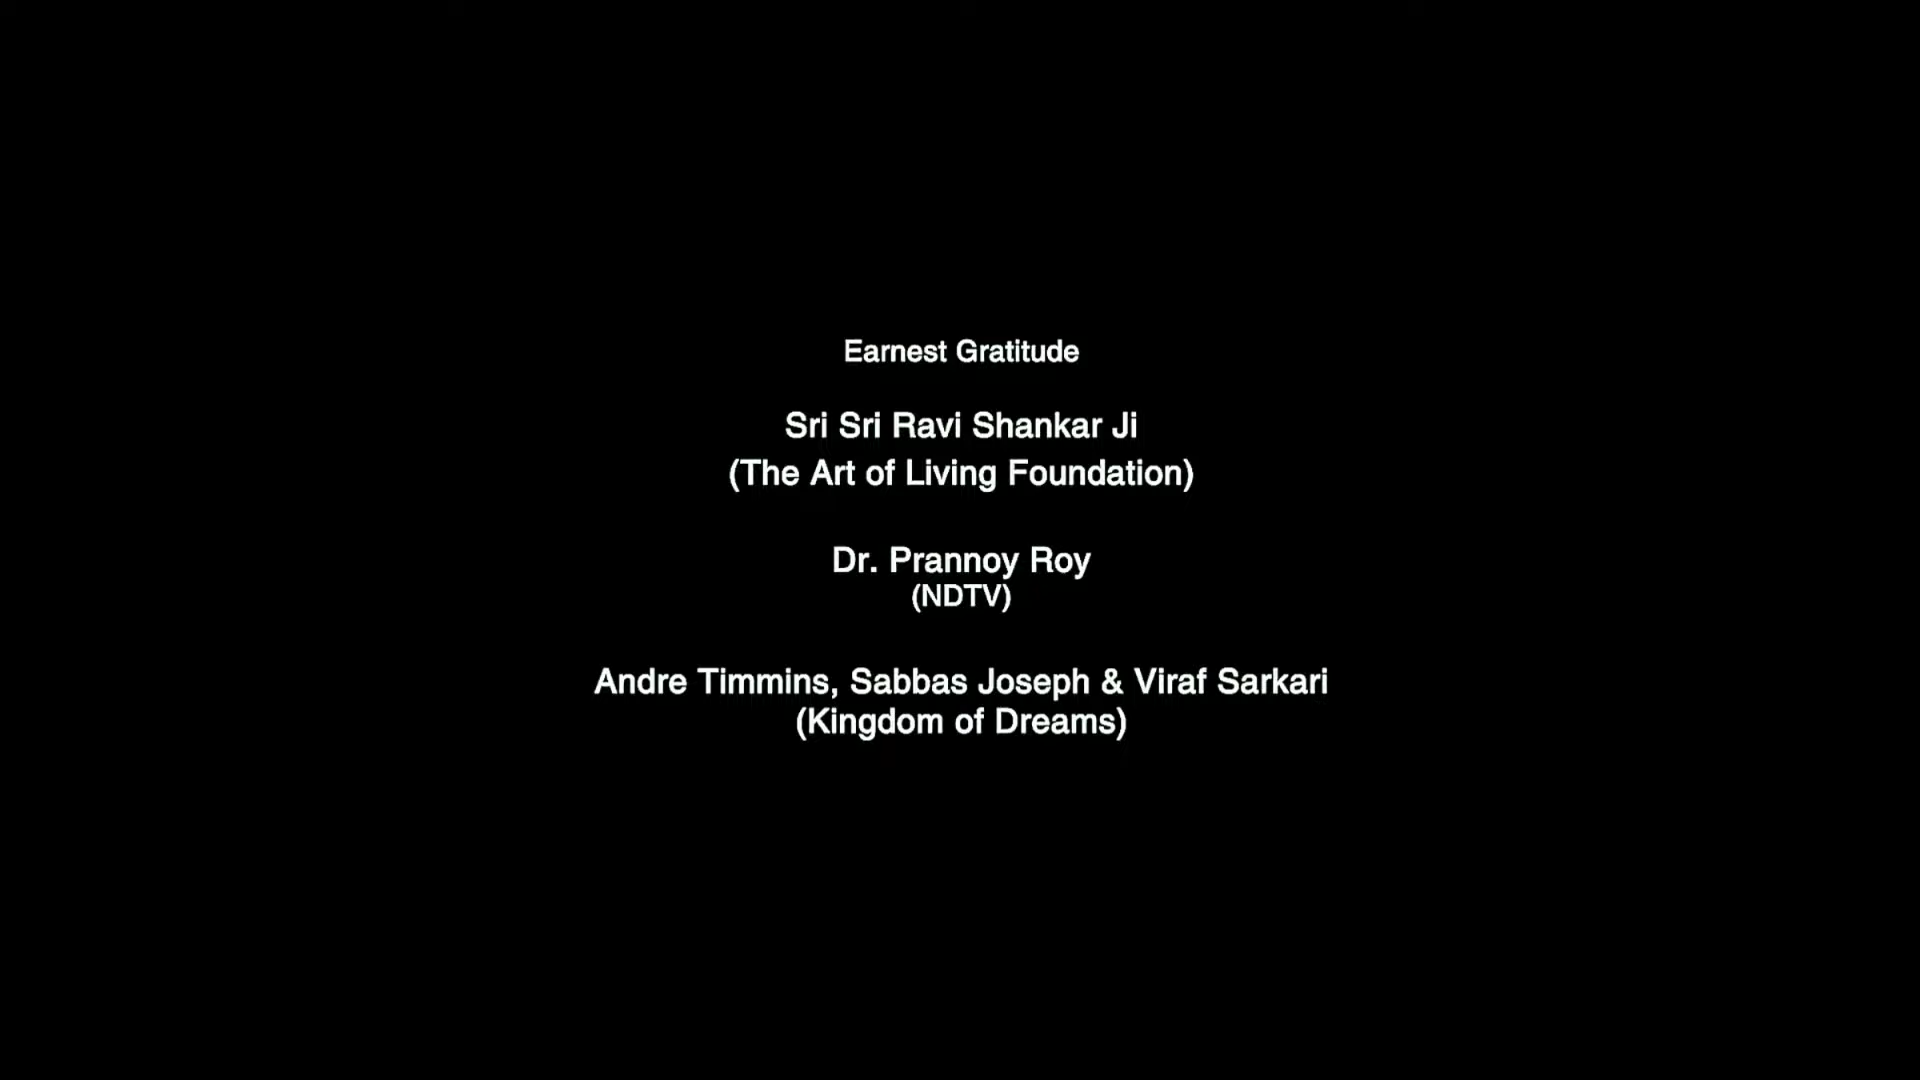 Earnest Gratitude
Sri Sri Ravi Shankar Ji
(The Art of Living Foundation)
Dr. Prannoy Roy
(NDTV)
Andre Timmins, Sabbas Joseph & Viraf Sarkari
(Kingdom of Dreams)